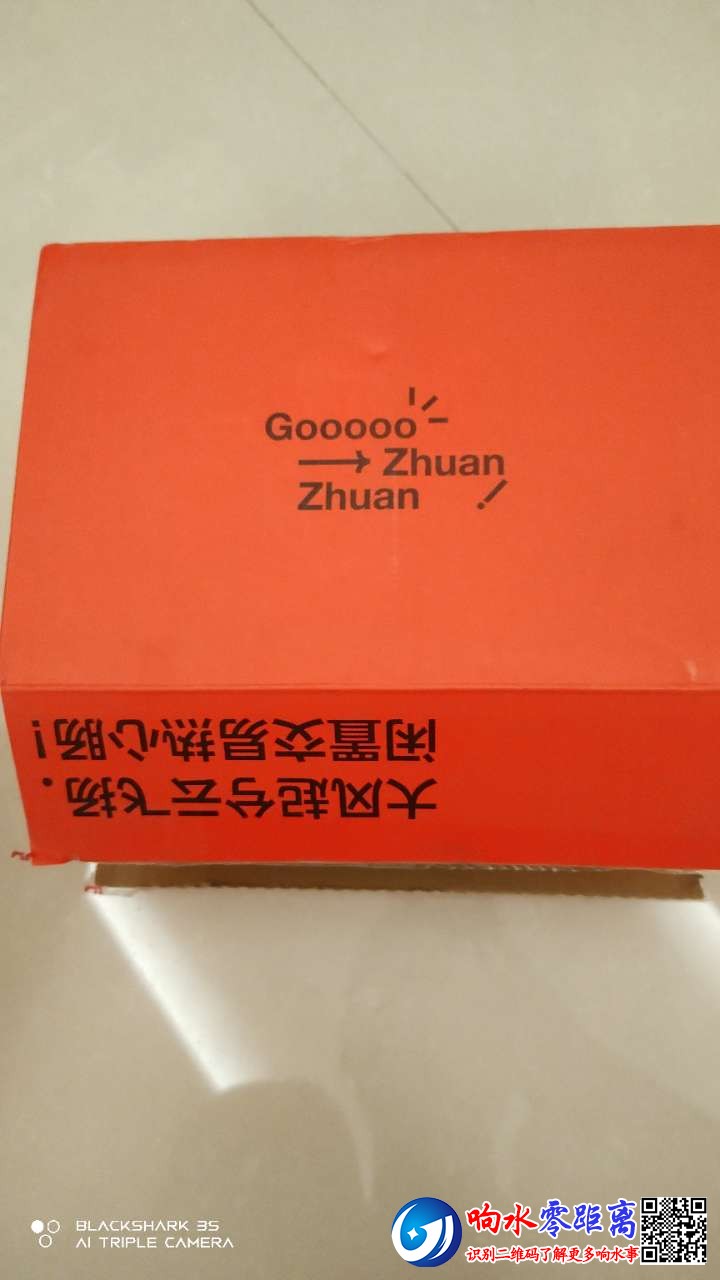 Gooooo
Zhuan
Zhuan !
大风起兮云飞扬.
闲置交易热心肠!
BLACKSHARK 3S
AI TRIPLE CAMERA
响水零距离
识别二维码了解更多响水事